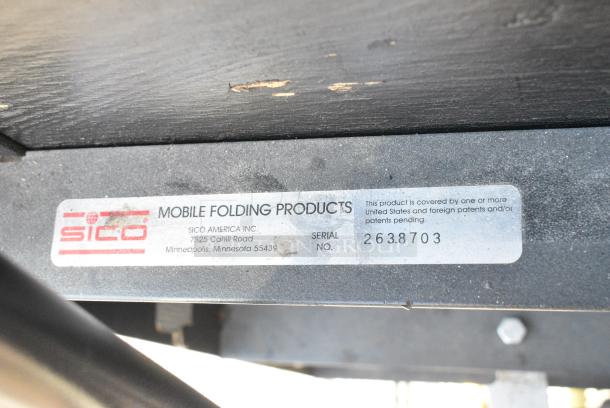 SICO
MOBILE FOLDING PRODUCTS
SICO AMERICA INC.
7525 Cahill Road
Minneapolis, Minnesota 55439
SERIAL
NO.
2638703
This product is covered by one or more
United States and foreign patents and/or
patents pending.
GROUP